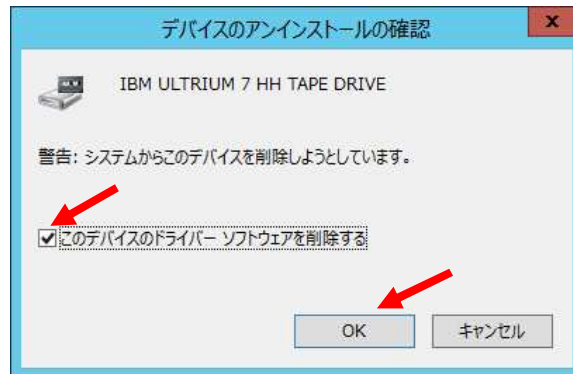 デバイスのアンインストールの確認
x
IBM ULTRIUM 7 HH TAPE DRIVE
警告: システムからこのデバイスを削除しようとしています。
このデバイスのドライバー ソフトウェアを削除する
OK
キャンセル